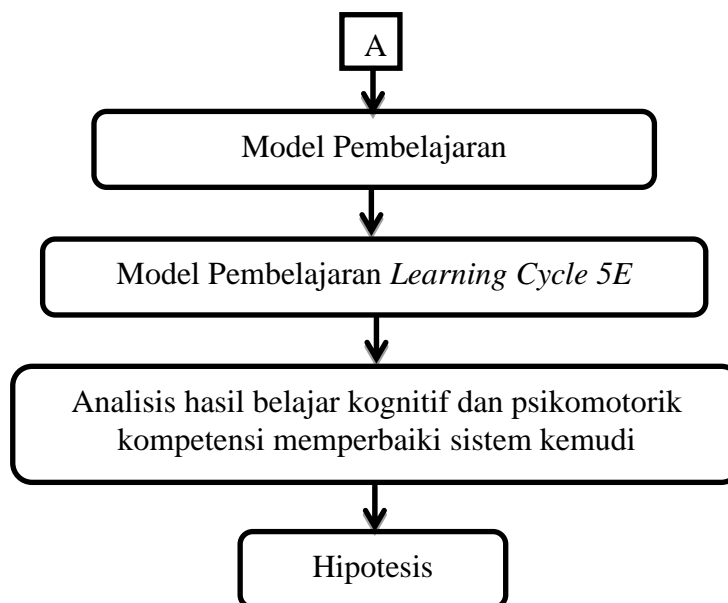 A
Model Pembelajaran
Model Pembelajaran Learning Cycle 5E
Analisis hasil belajar kognitif dan psikomotorik
kompetensi memperbaiki sistem kemudi
Hipotesis